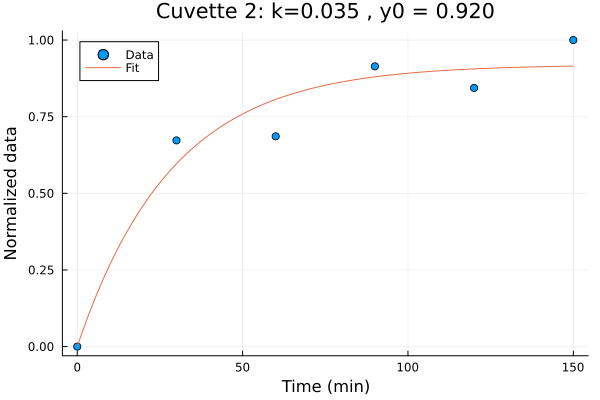 Cuvette 2: k=0.035 , y0 = 0.920
Data
Fit
Normalized data
1.00
0.75
0.50
0.25
0.00
0
50
100
150
Time (min)